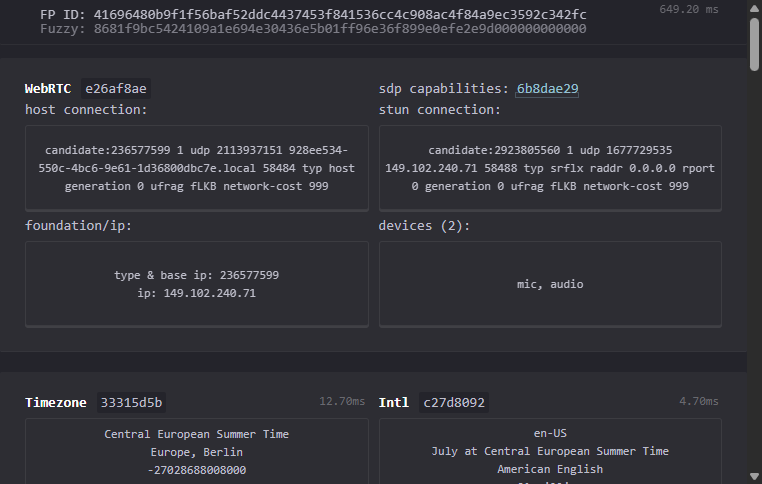 FP ID: 41696480b9f1f56baf52ddc4437453f841536cc4c908ac4f84a9ec3592c342fc
649.20 ms
Fuzzy: 8681f9bc5424109a1e694e30436e5b01ff96e36f899e0efe2e9d000000000000
WebRTC e26af8ae
sdp capabilities: 6b8dae29
host connection:
stun connection:
candidate:236577599 1 udp 2113937151 928ee534-
550c-4bc6-9e61-1d36800dbc7e.local 58484 typ host
generation 0 ufrag fLKB network-cost 999
candidate:2923805560 1 udp 1677729535
149.102.240.71 58488 typ srflx raddr 0.0.0.0 rport
0 generation 0 ufrag fLKB network-cost 999
foundation/ip:
devices (2):
type & base ip: 236577599
ip: 149.102.240.71
mic, audio
Timezone 33315d5b
12.70ms
Intl c27d8092
4.70ms
Central European Summer Time
Europe, Berlin
-27028688008000
en-US
July at Central European Summer Time
American English